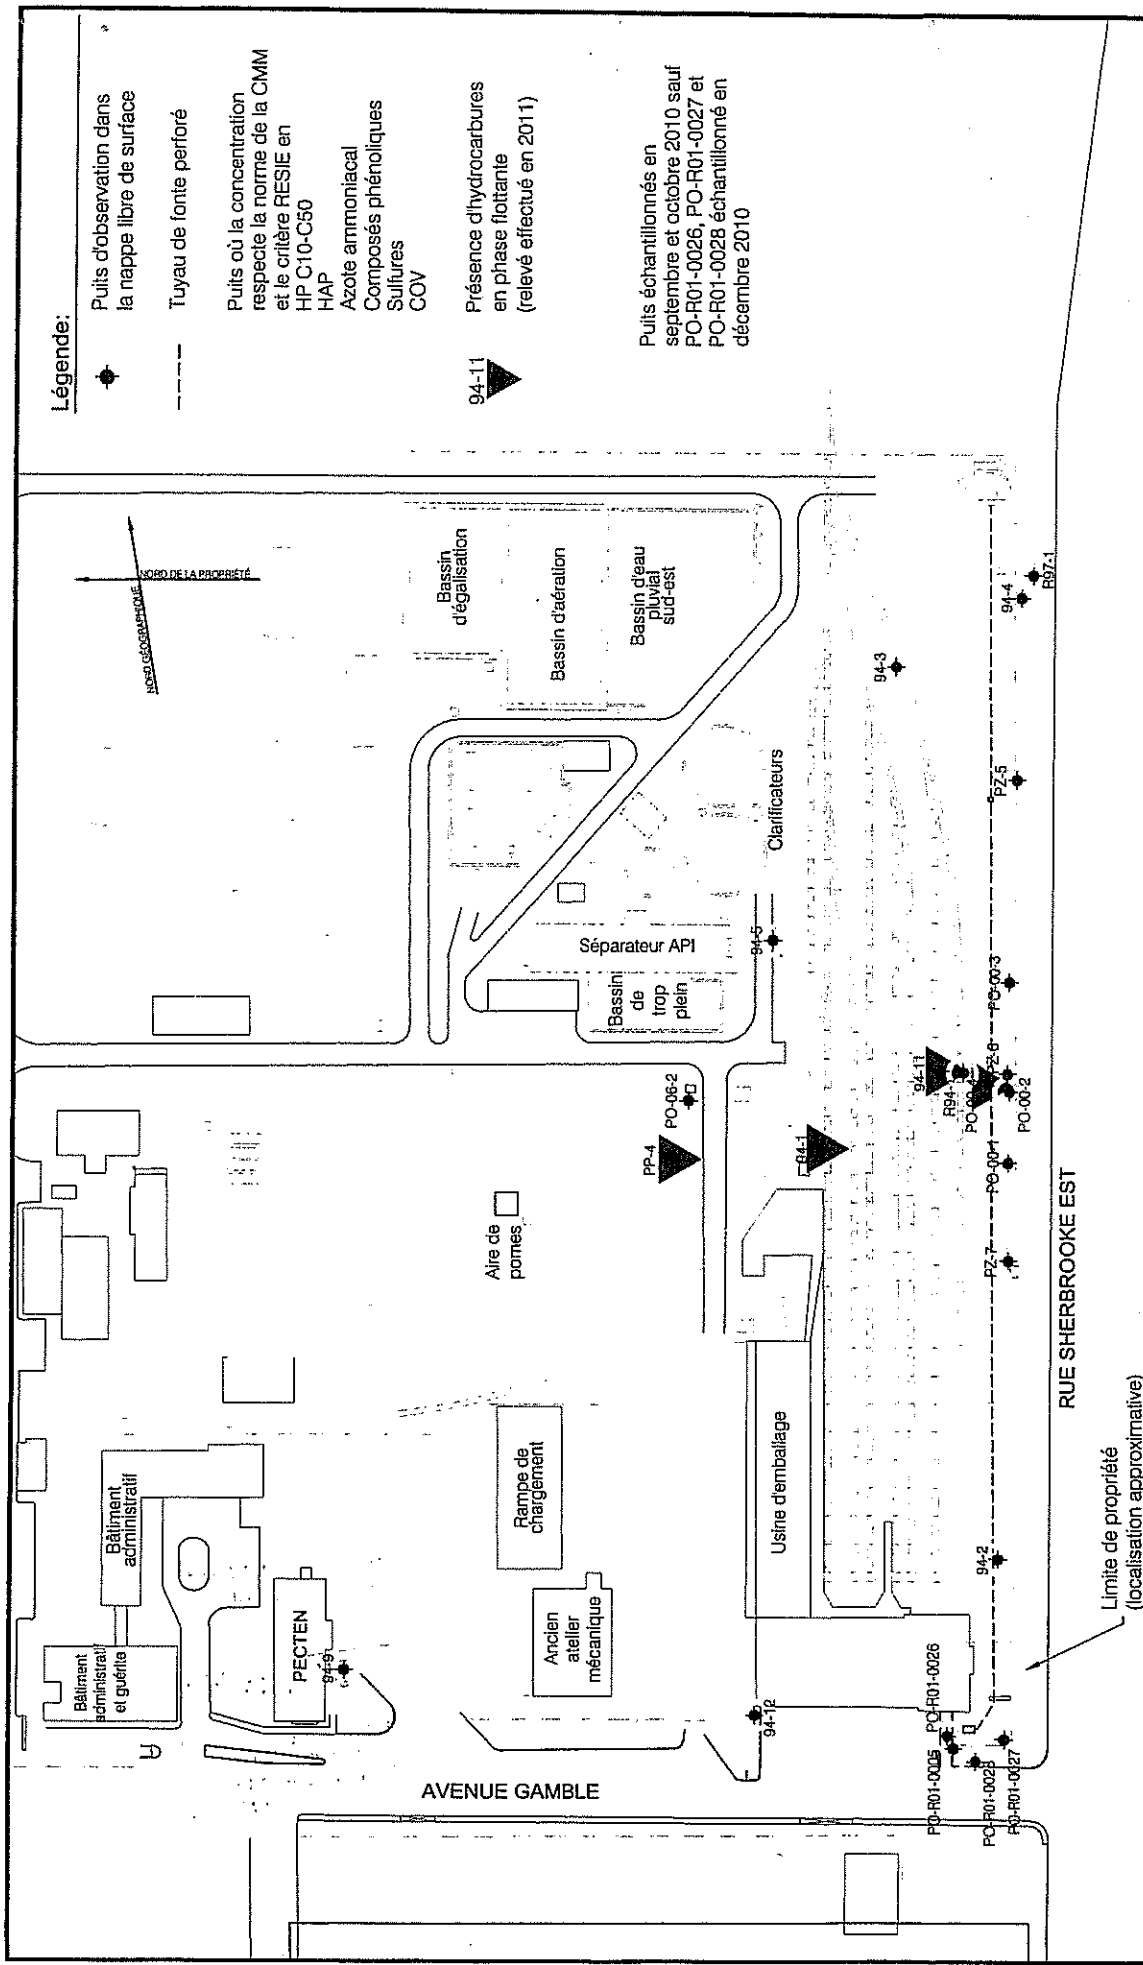 Légende:
Puits d'observation dans
la nappe libre de surface
Tuyau de fonte perforé
Puits où la concentration
respecte la norme de la CMM
et le critère RESIE en
HP C10-C50
HAP
Azote ammoniacal
Composés phénoliques
Sulfures
COV
94-11
Présence d'hydrocarbures
en phase flottante
(relevé effectué en 2011)
Puits échantillonnés en
septembre et octobre 2010 sauf
PO-R01-0026, PO-R01-0027 et
PO-R01-0028 échantillonné en
décembre 2010
NORD GÉOGRAPHIQUE
NORD DE LA PROPRIÉTÉ
Bassin
d'égalisation
Bassin d'aération
Bassin d'eau
pluvial
sud-est
Clarificateurs
Séparateur API
Bassin
de
trop
plein
94-3
94-4
R97-1
PZ-5
94-5
PO-00-3
PZ-6
94-11
PO-00-2
PO-00-1
PZ-7
PO-06-2
PP-4
94-1
Aire de
pomes
Bâtiment
administratif
Bâtiment
administratif
et guérite
PECTEN
94-9
Rampe de
chargement
Ancien
atelier
mécanique
Usine d'emballage
94-12
94-2
PO-R01-0026
PO-R01-0005
PO-R01-0028
PO-R01-0027
AVENUE GAMBLE
RUE SHERBROOKE EST
Limite de propriété
(localisation approximative)